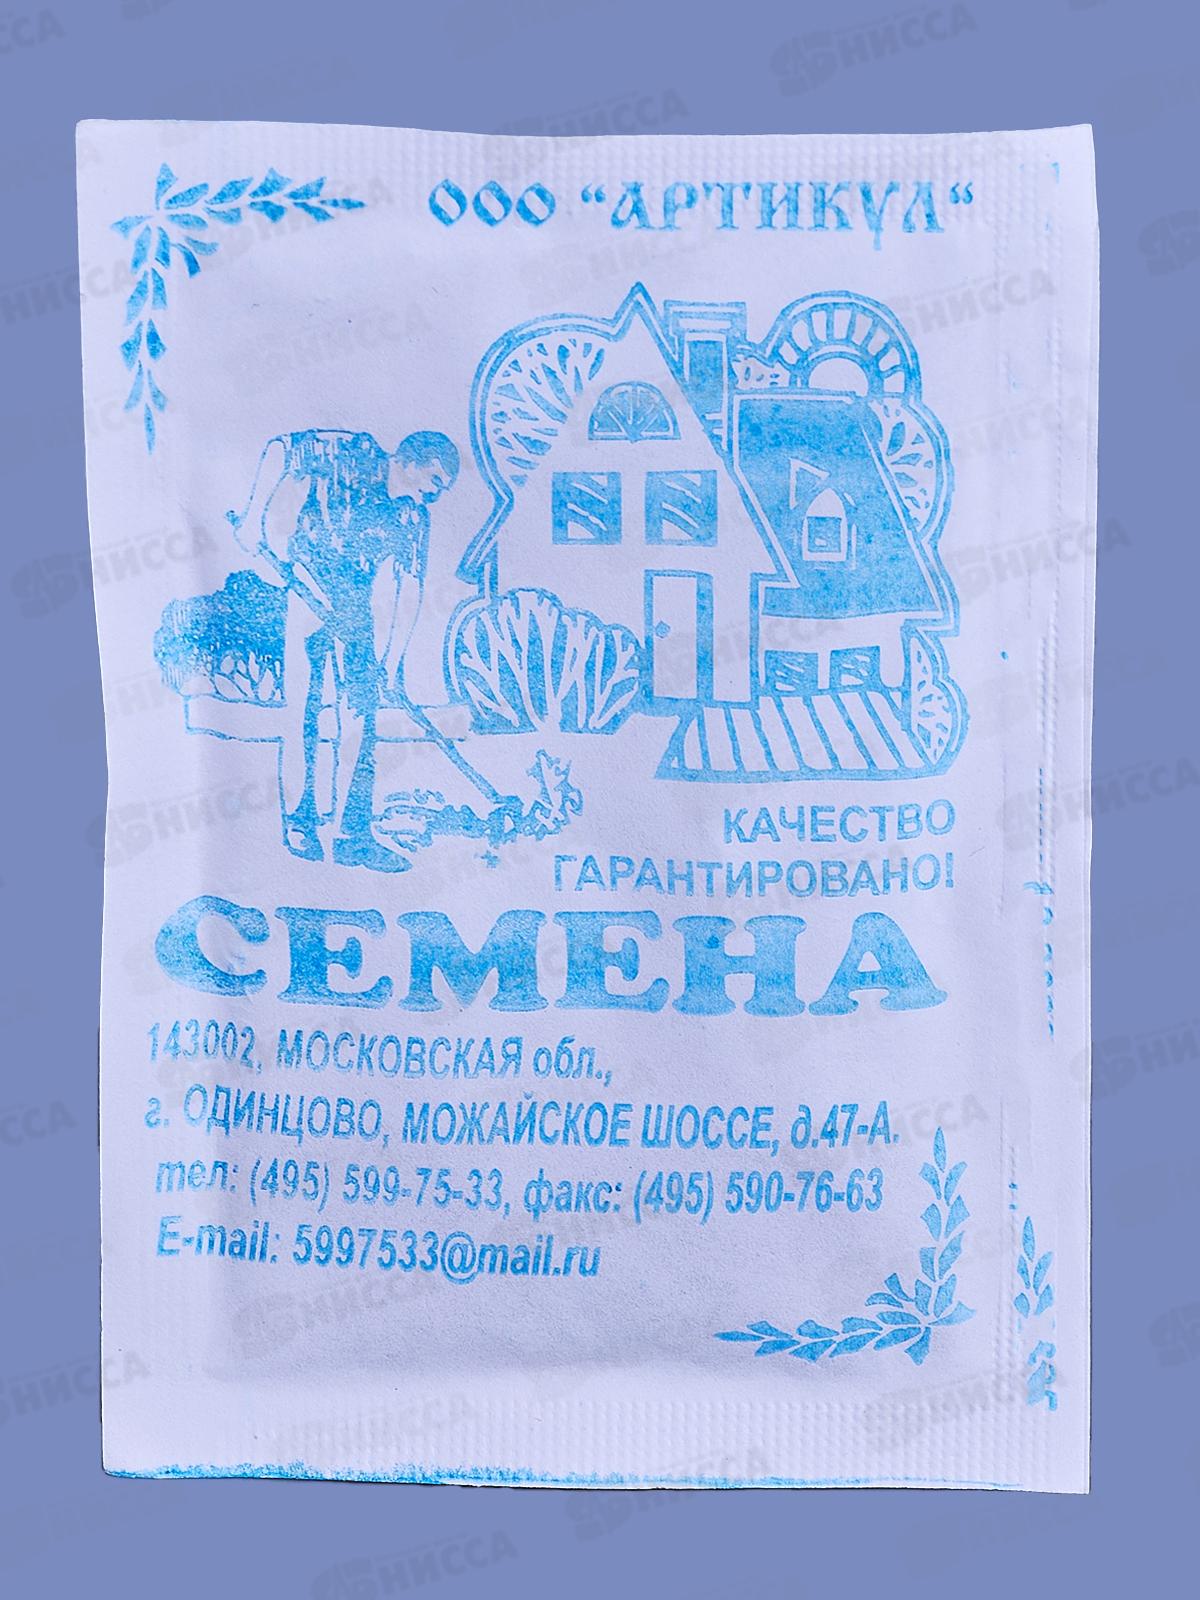 ООО “АРТИКУЛ“
КАЧЕСТВО
ГАРАНТИРОВАНО!
СЕМЕНА
143002, МОСКОВСКАЯ обл.,
г. ОДИНЦОВО, МОЖАЙСКОЕ ШОССЕ, д.47-А.
тел: (495) 599-75-33, факс: (495) 590-76-63
E-mail: 5997533@mail.ru